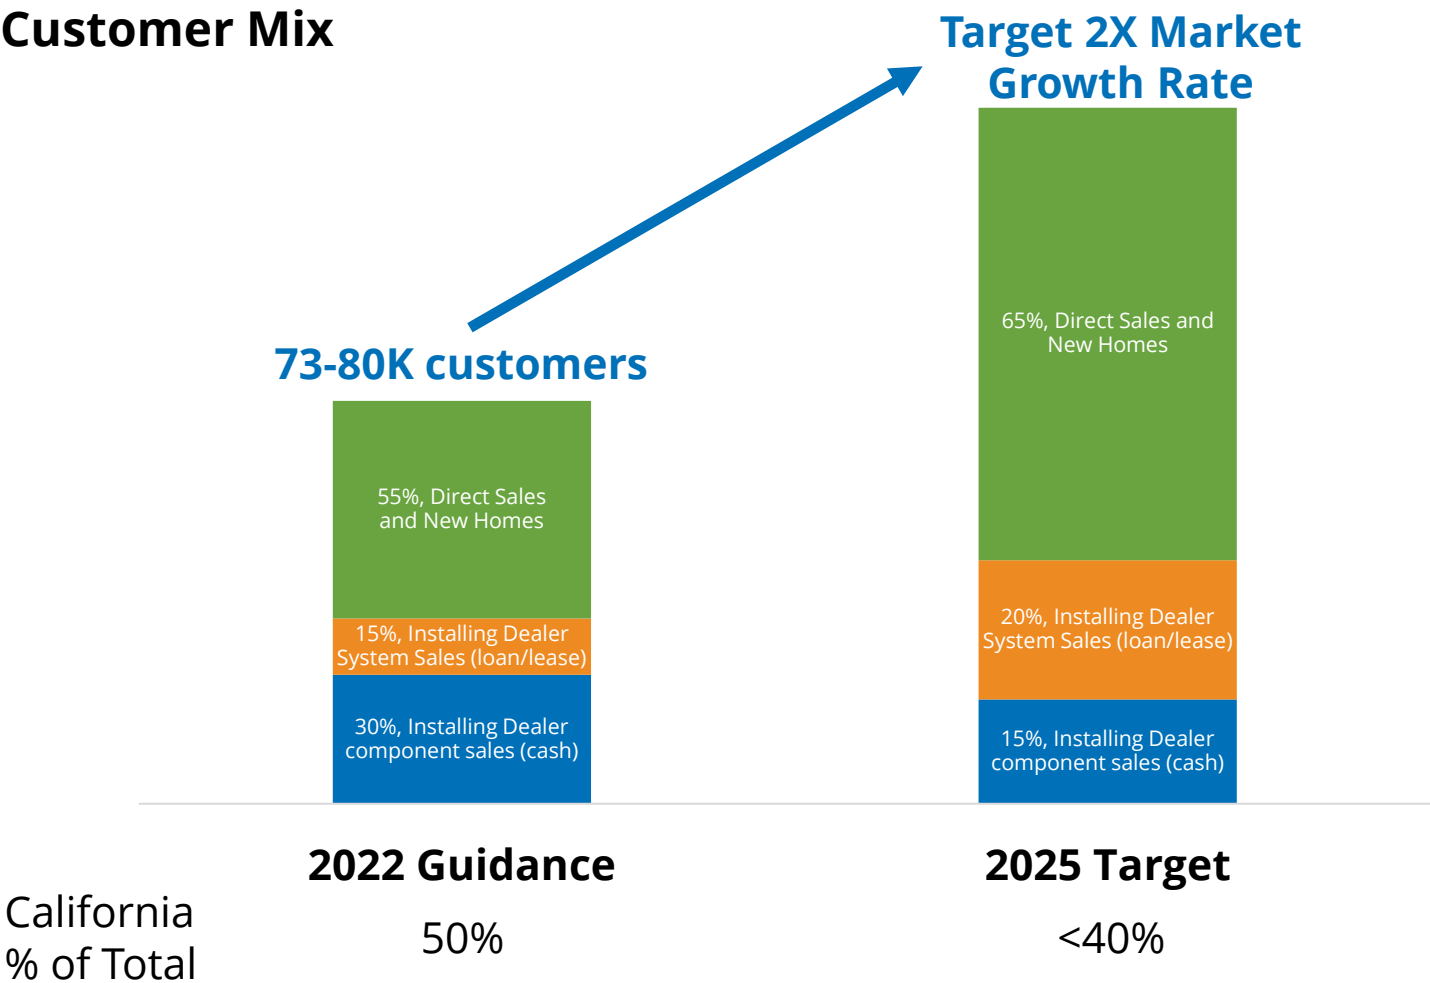 Customer Mix
Target 2X Market
Growth Rate
73-80K customers
55%, Direct Sales
and New Homes
15%, Installing Dealer
System Sales (loan/lease)
30%, Installing Dealer
component sales (cash)
65%, Direct Sales and
New Homes
20%, Installing Dealer
System Sales (loan/lease)
15%, Installing Dealer
component sales (cash)
2022 Guidance
2025 Target
California
% of Total
50%
<40%